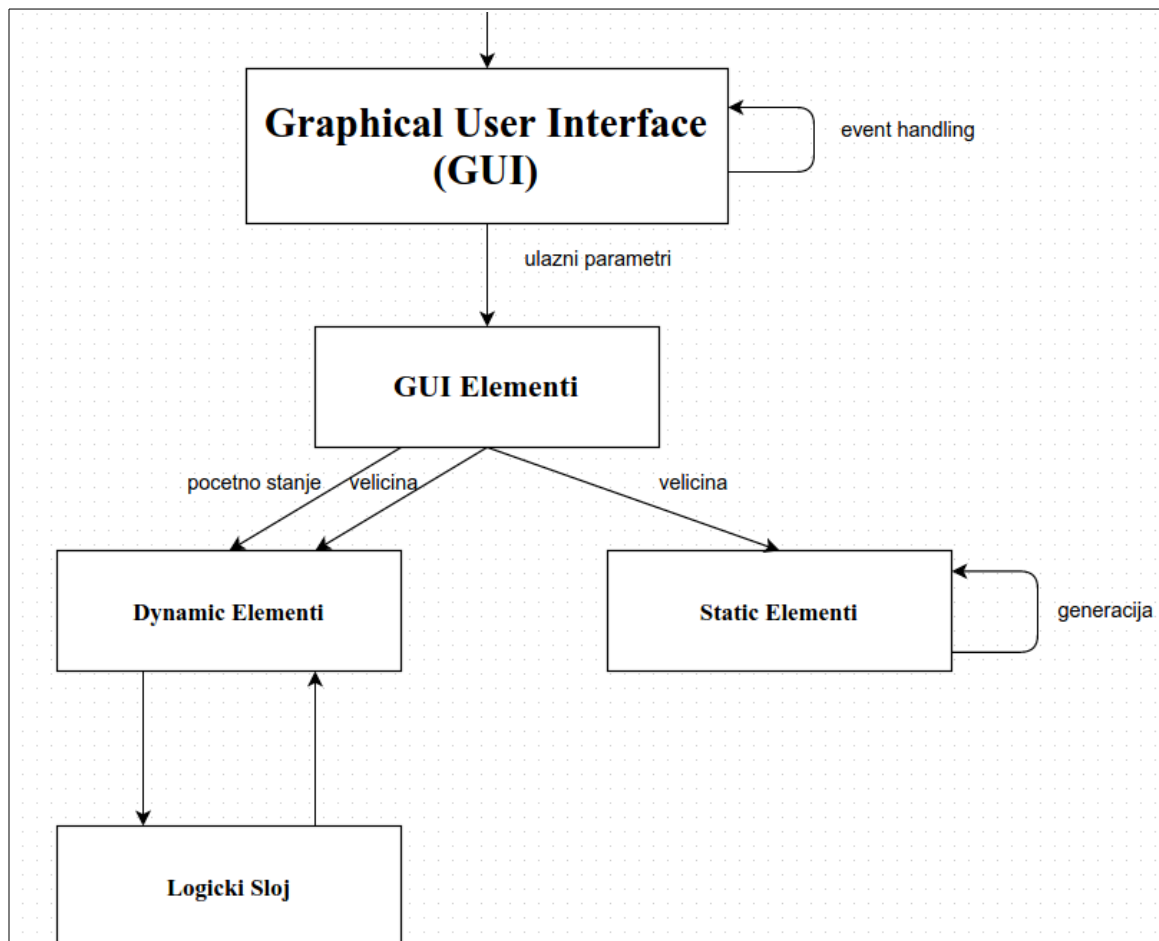 Graphical User Interface
(GUI)
event handling
ulazni parametri
GUI Elementi
pocetno stanje
velicina
velicina
Dynamic Elementi
Static Elementi
generacija
Logicki Sloj